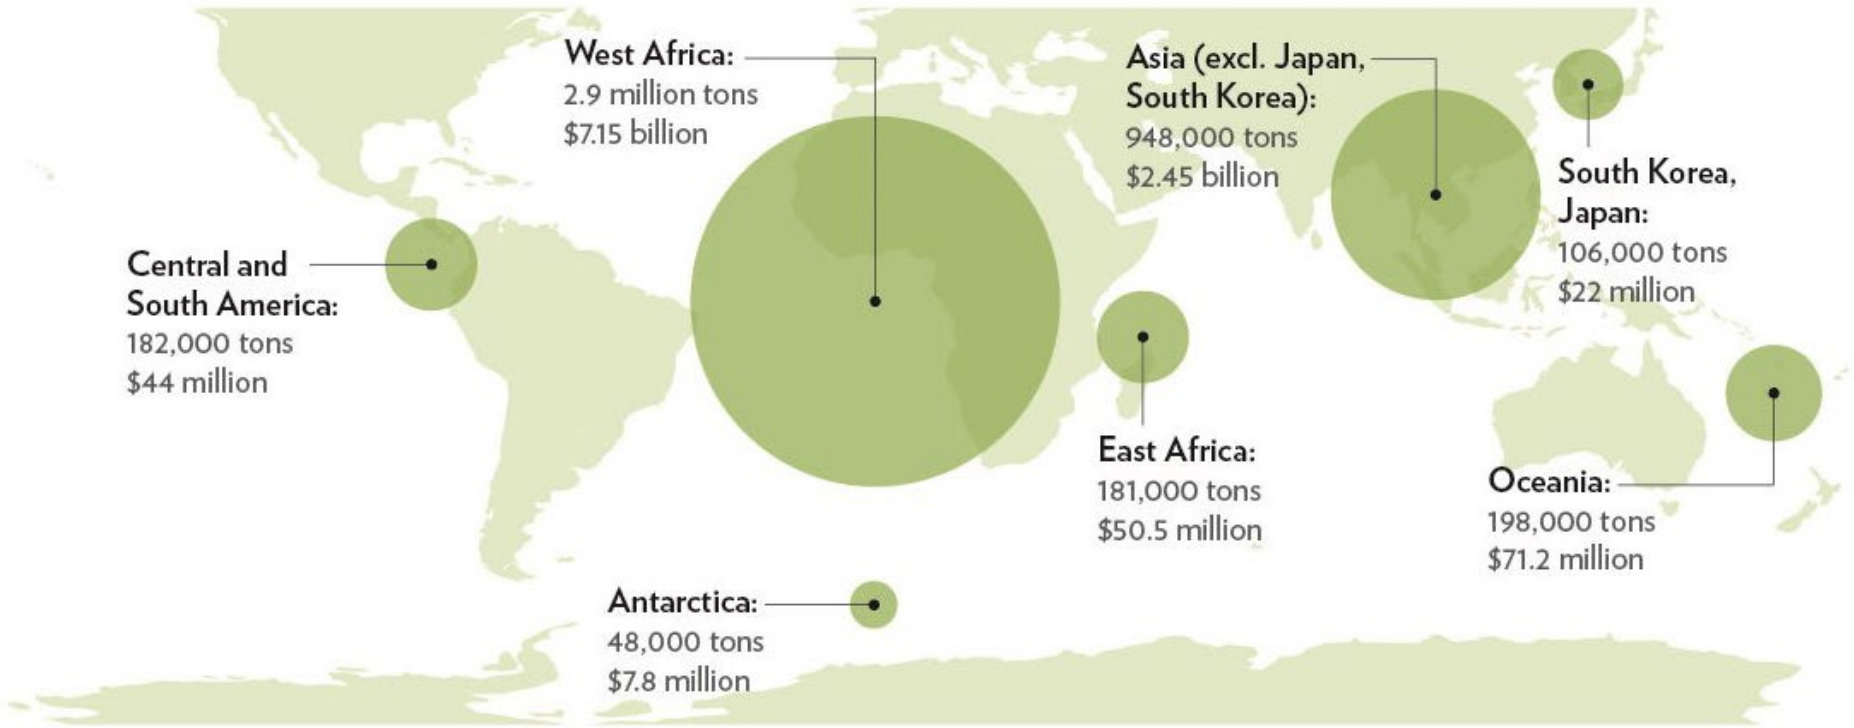 West Africa:
2.9 million tons
$7.15 billion
Asia (excl. Japan,
South Korea):
948,000 tons
$2.45 billion
South Korea,
Japan:
106,000 tons
$22 million
Central and
South America:
182,000 tons
$44 million
East Africa:
181,000 tons
$50.5 million
Oceania:
198,000 tons
$71.2 million
Antarctica:
48,000 tons
$7.8 million